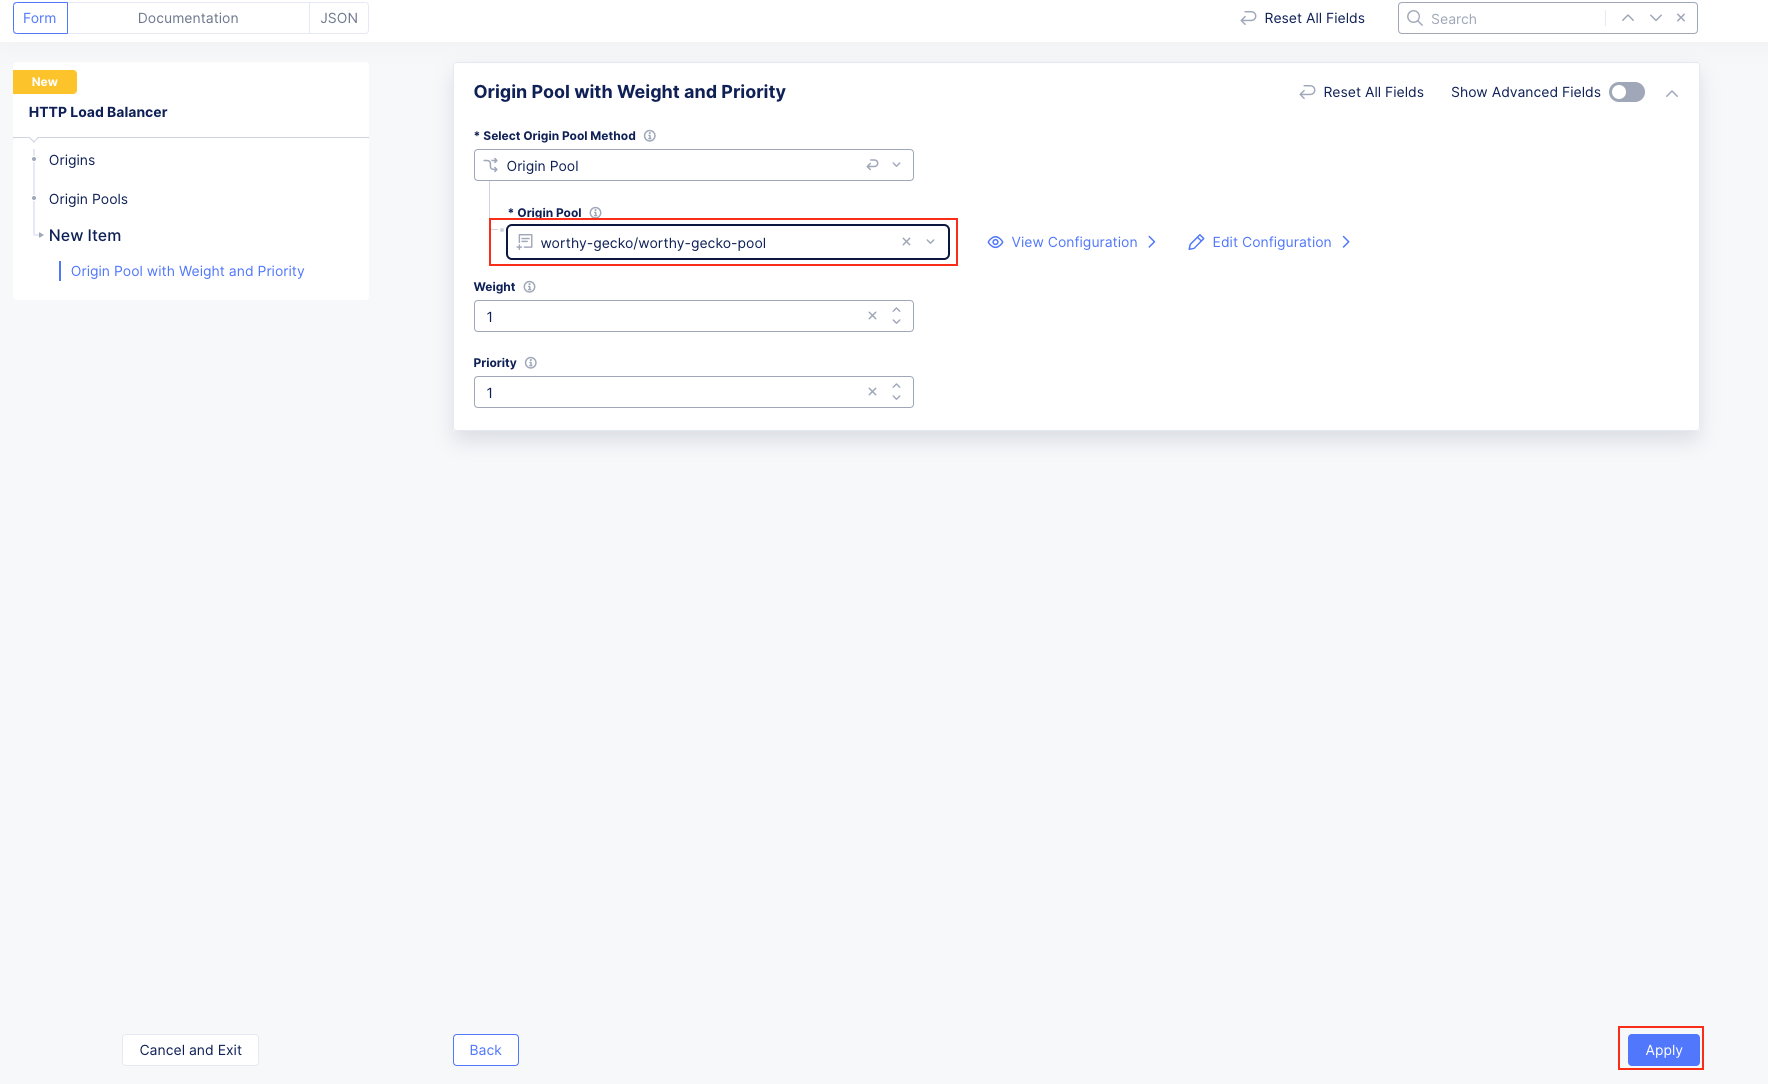 Form
Documentation
JSON
Reset All Fields
Search
New
HTTP Load Balancer
Origins
Origin Pools
New Item
Origin Pool with Weight and Priority
Origin Pool with Weight and Priority
Reset All Fields
Show Advanced Fields
* Select Origin Pool Method
Origin Pool
* Origin Pool
worthy-gecko/worthy-gecko-pool
View Configuration
Edit Configuration
Weight
1
Priority
1
Cancel and Exit
Back
Apply